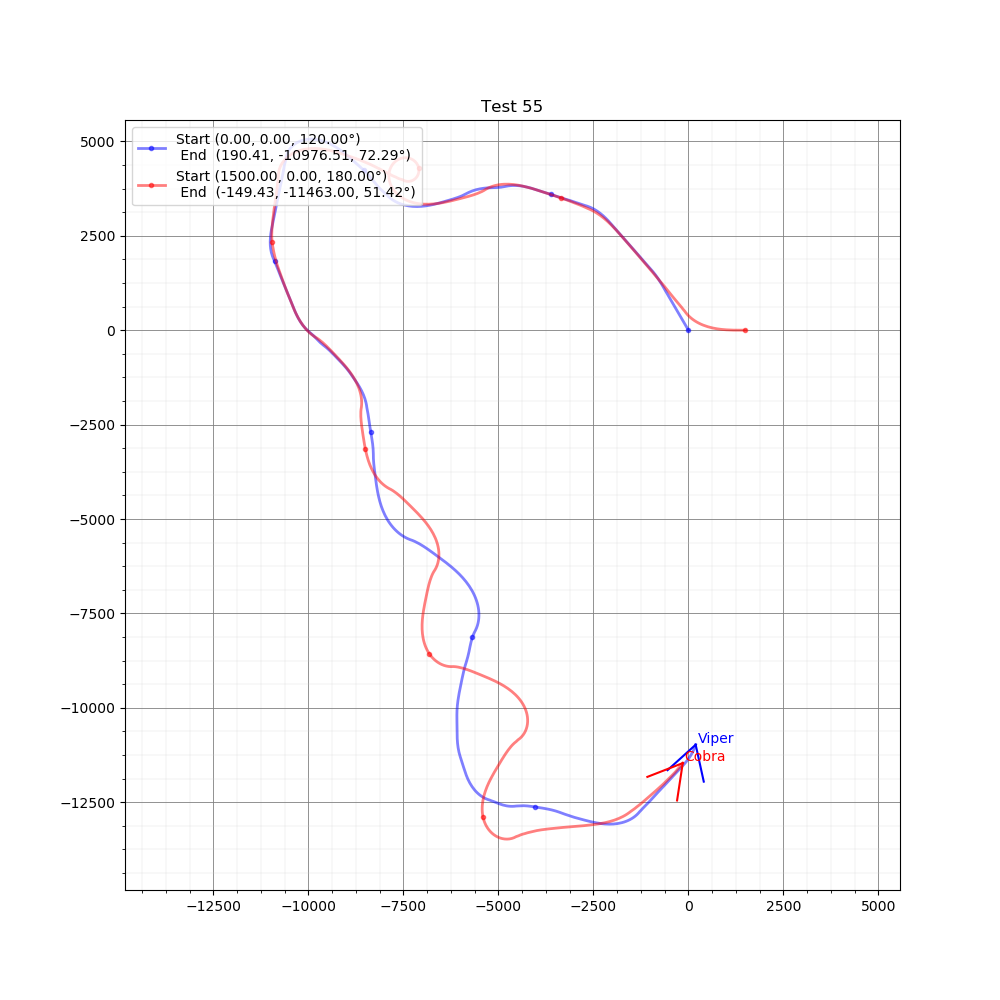 Test 55
Start (0.00, 0.00, 120.00°)
End (190.41, -10976.51, 72.29°)
Start (1500.00, 0.00, 180.00°)
End (-149.43, -11463.00, 51.42°)
5000
2500
0
−2500
−5000
−7500
−10000
−12500
Viper
Cobra
−12500
−10000
−7500
−5000
−2500
0
2500
5000